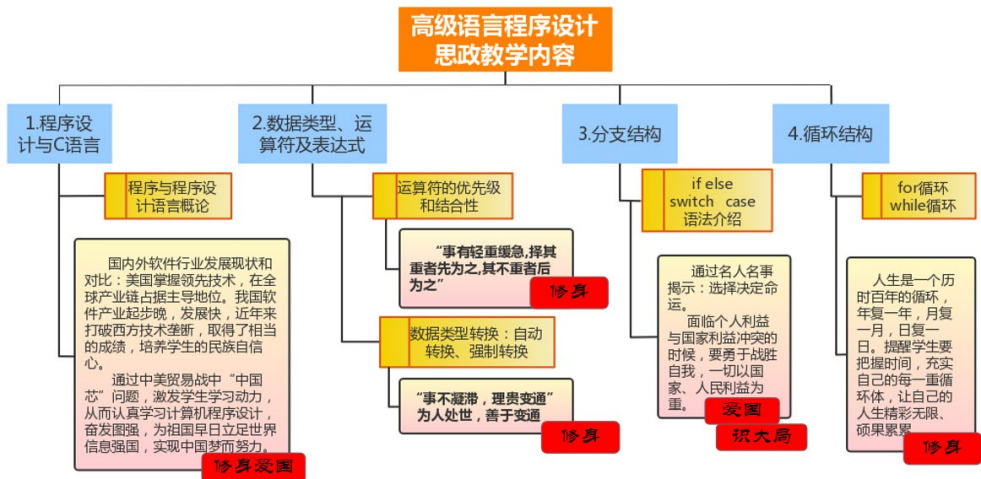 高级语言程序设计
思政教学内容
1.程序设
计与C语言
程序与程序设
计语言概论
国内外软件行业发展现状和
对比：美国掌握领先技术，在全
球产业链占据主导地位。我国软
件产业起步晚，发展快，近年来
打破西方技术垄断，取得了相当
的成绩，培养学生的民族自信
心。
通过中美贸易战中“中国
芯”问题，激发学生学习动力，
从而认真学习计算机程序设计，
奋发图强，为祖国早日立足世界
信息强国，实现中国梦而努力。
修身爱国
2.数据类型、运
算符及表达式
运算符的优先级
和结合性
“事有轻重缓急,择其
重者先为之,其不重者后
为之”
修身
数据类型转换：自动
转换、强制转换
“事不凝滞，理贵变通”
为人处世，善于变通
修身
3.分支结构
if else
switch case
语法介绍
通过名人名事
揭示：选择决定命
运。
面临个人利益
与国家利益冲突的
时候，要勇于战胜
自我，一切以国
家、人民利益为
重。
爱国
识大局
4.循环结构
for循环
while循环
人生是一个历
时百年的循环，
年复一年，月复
一月，日复一
日。提醒学生要
把握时间，充实
自己的每一重循
环体，让自己的
人生精彩无限、
硕果累累
修身